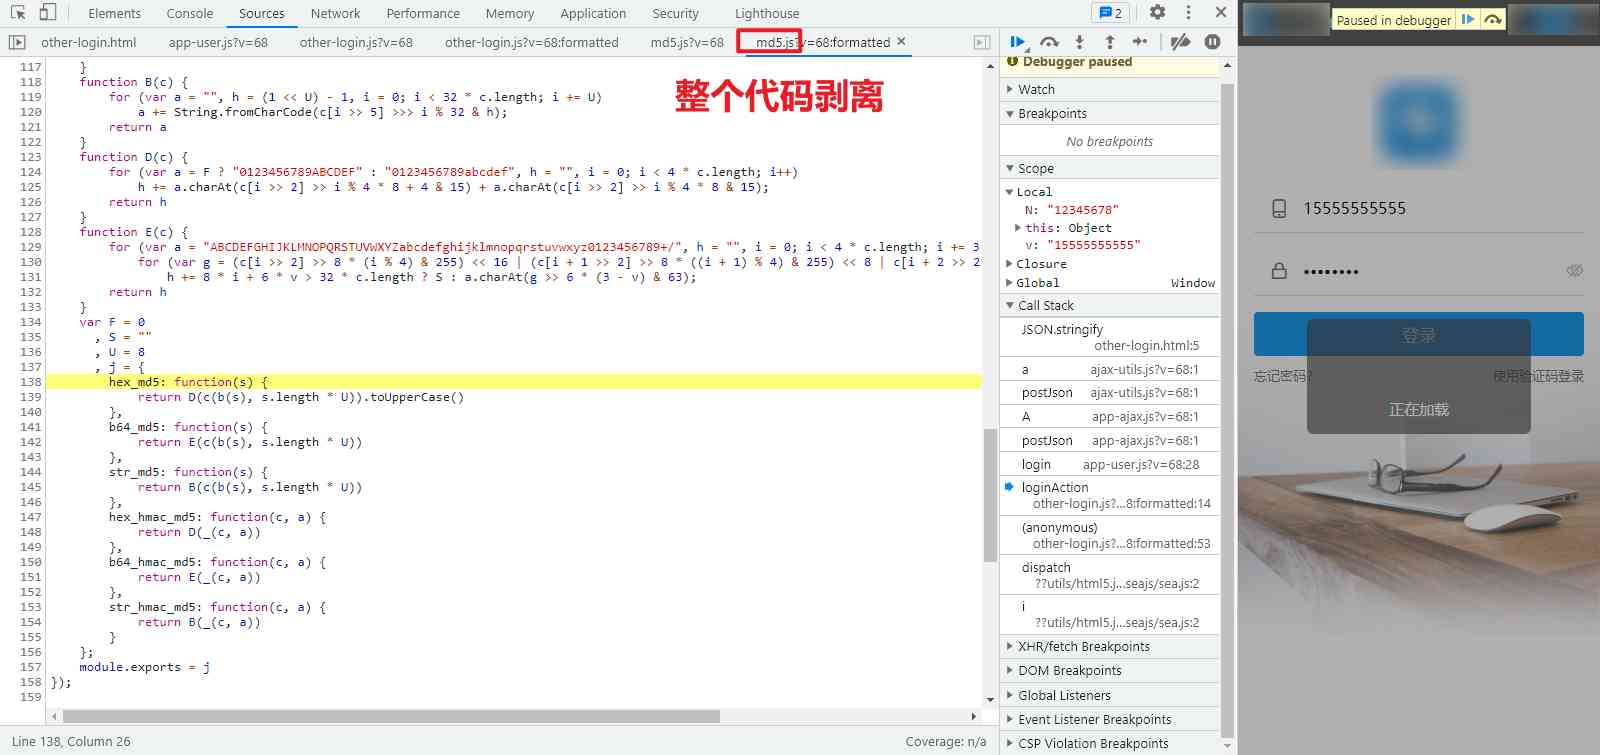 Elements Console Sources Network Performance Memory Application Security Lighthouse 2
Paused in debugger
other-login.html app-user.js?v=68 other-login.js?v=68 other-login.js?v=68:formatted md5.js?v=68 md5.js?v=68:formatted ×
整个代码剥离
117 }
118 function B(c) {
119 for (var a = "", h = (1 << U) - 1, i = 0; i < 32 * c.length; i += U)
120 a += String.fromCharCode(c[i >> 5] >>> i % 32 & h);
121 return a
122 }
123 function D(c) {
124 for (var a = F ? "0123456789ABCDEF" : "0123456789abcdef", h = "", i = 0; i < 4 * c.length; i++)
125 h += a.charAt(c[i >> 2] >> i % 4 * 8 + 4 & 15) + a.charAt(c[i >> 2] >> i % 4 * 8 & 15);
126 return h
127 }
128 function E(c) {
129 for (var a = "ABCDEFGHIJKLMNOPQRSTUVWXYZabcdefghijklmnopqrstuvwxyz0123456789+/", h = "", i = 0; i < 4 * c.length; i += 3
130 for (var g = (c[i >> 2] >> 8 * (i % 4) & 255) << 16 | (c[i + 1 >> 2] >> 8 * ((i + 1) % 4) & 255) << 8 | c[i + 2 >> 2
131 h += 8 * i + 6 * v > 32 * c.length ? S : a.charAt(g >> 6 * (3 - v) & 63);
132 return h
133 }
134 var F = 0
135 , S = ""
136 , U = 8
137 , j = {
138 hex_md5: function(s) {
139 return D(c(b(s), s.length * U)).toUpperCase()
140 },
141 b64_md5: function(s) {
142 return E(c(b(s), s.length * U))
143 },
144 str_md5: function(s) {
145 return B(c(b(s), s.length * U))
146 },
147 hex_hmac_md5: function(c, a) {
148 return D(_(c, a))
149 },
150 b64_hmac_md5: function(c, a) {
151 return E(_(c, a))
152 },
153 str_hmac_md5: function(c, a) {
154 return B(_(c, a))
155 }
156 };
157 module.exports = j
158 });
159
Line 138, Column 26 Coverage: n/a
Debugger paused
Watch
Breakpoints
No breakpoints
Scope
Local
N: "12345678"
this: Object
v: "15555555555"
Closure
Global Window
Call Stack
JSON.stringify
other-login.html:5
a ajax-utils.js?v=68:1
postJson ajax-utils.js?v=68:1
A app-ajax.js?v=68:1
postJson app-ajax.js?v=68:1
login app-user.js?v=68:28
loginAction
other-login.js?...8:formatted:14
(anonymous)
other-login.js?...8:formatted:53
dispatch
??utils/html5.j...seajs/sea.js:2
i
??utils/html5.j...seajs/sea.js:2
XHR/fetch Breakpoints
DOM Breakpoints
Global Listeners
Event Listener Breakpoints
CSP Violation Breakpoints
15555555555
••••••••
登录
忘记密码? 使用验证码登录
正在加载